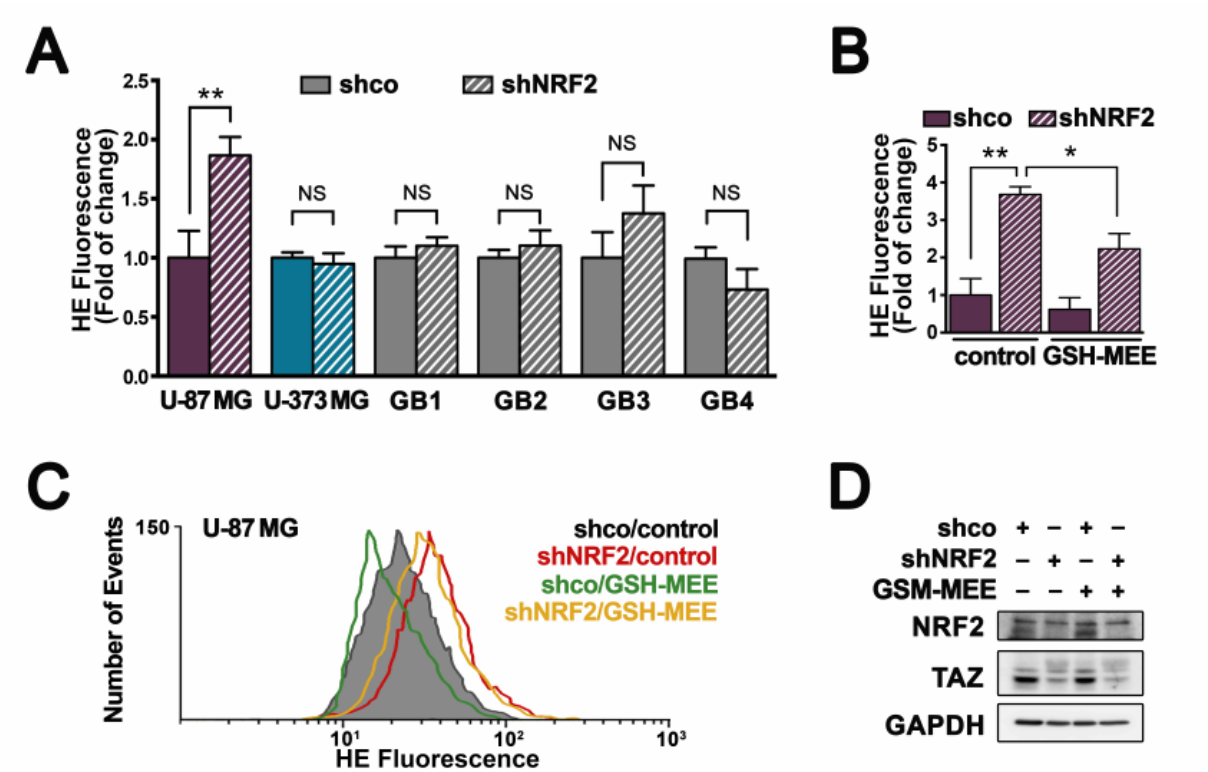 A
shco
shNRF2
HE Fluorescence
(Fold of change)
2.5
2.0
1.5
1.0
0.5
0.0
**
NS
NS
NS
NS
NS
U-87 MG
U-373 MG
GB1
GB2
GB3
GB4
B
shco
shNRF2
HE Fluorescence
(Fold of change)
5
4
3
2
1
0
**
*
control
GSH-MEE
C
Number of Events
150
U-87 MG
shco/control
shNRF2/control
shco/GSH-MEE
shNRF2/GSH-MEE
10¹
10²
10³
HE Fluorescence
D
shco + – + –
shNRF2 – + – +
GSM-MEE – – + +
NRF2
TAZ
GAPDH